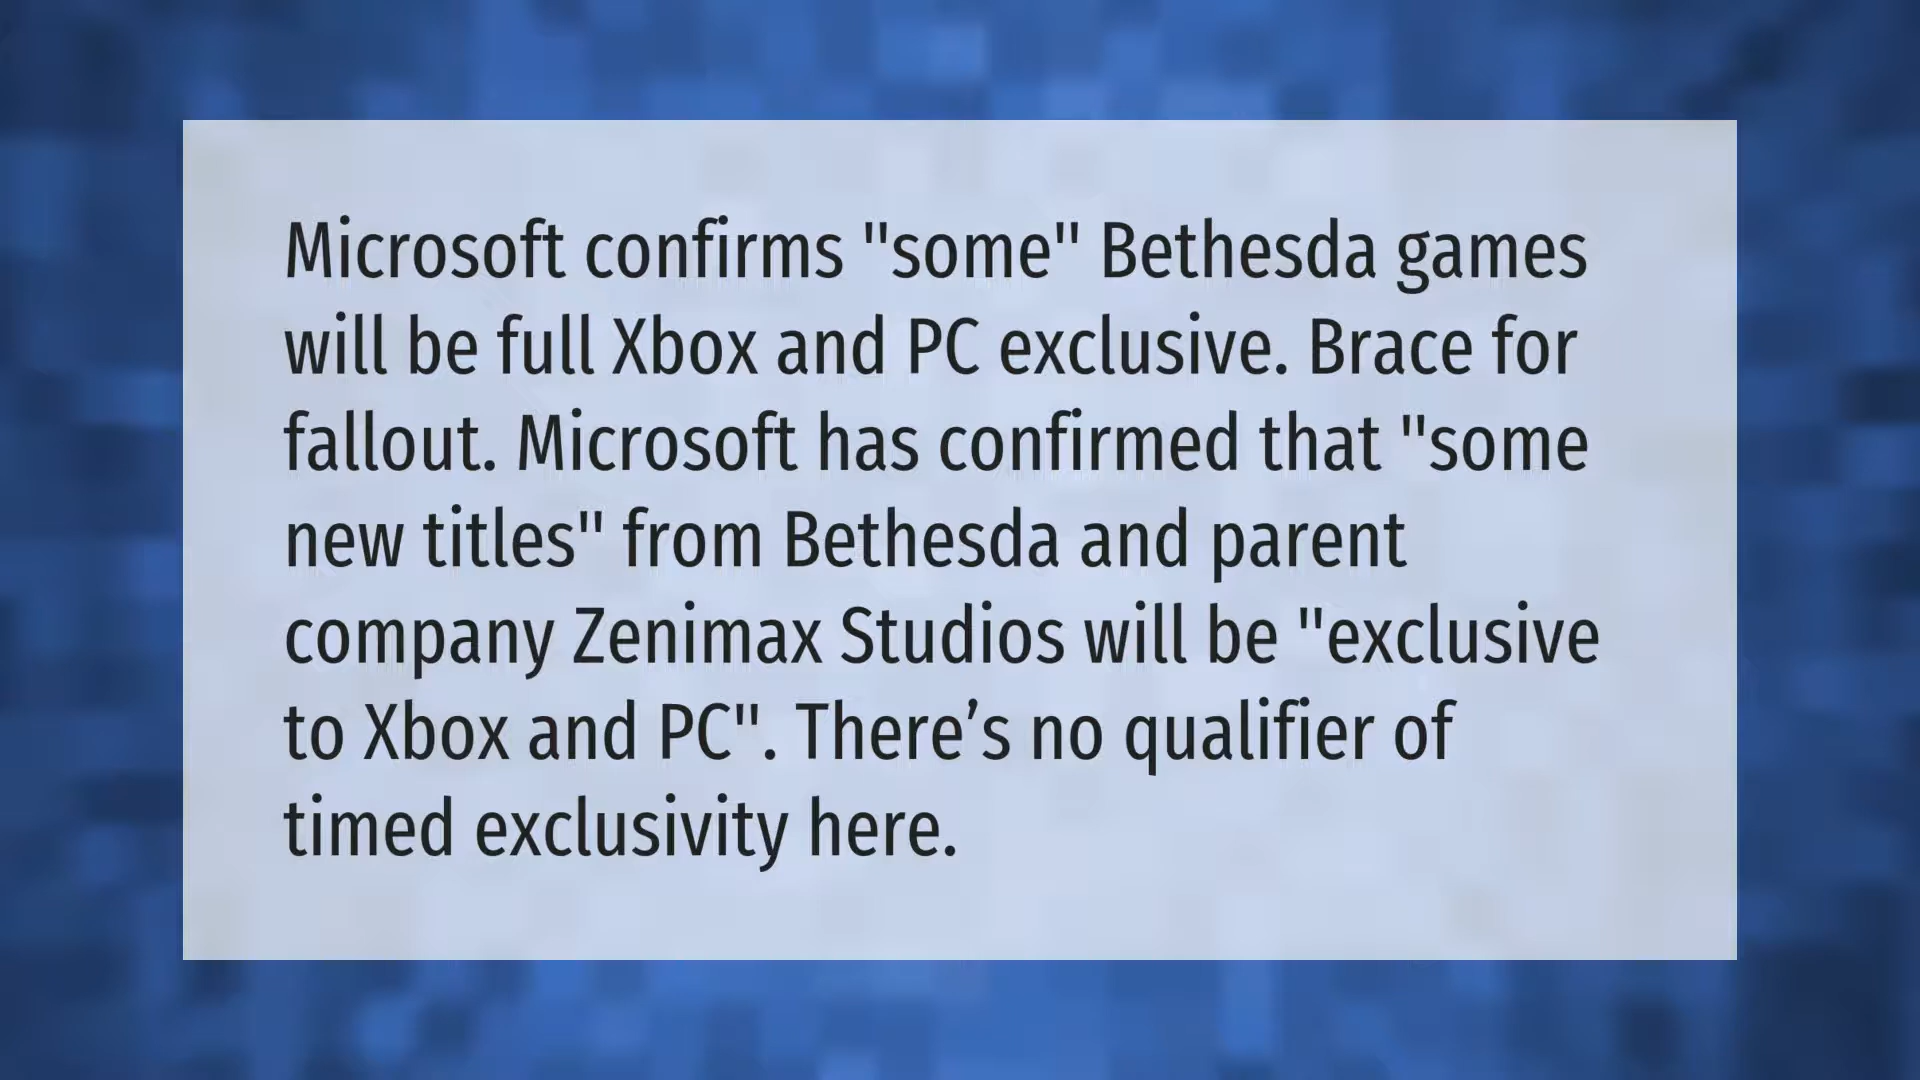 Microsoft confirms "some" Bethesda games
will be full Xbox and PC exclusive. Brace for
fallout. Microsoft has confirmed that "some
new titles" from Bethesda and parent
company Zenimax Studios will be "exclusive
to Xbox and PC". There’s no qualifier of
timed exclusivity here.